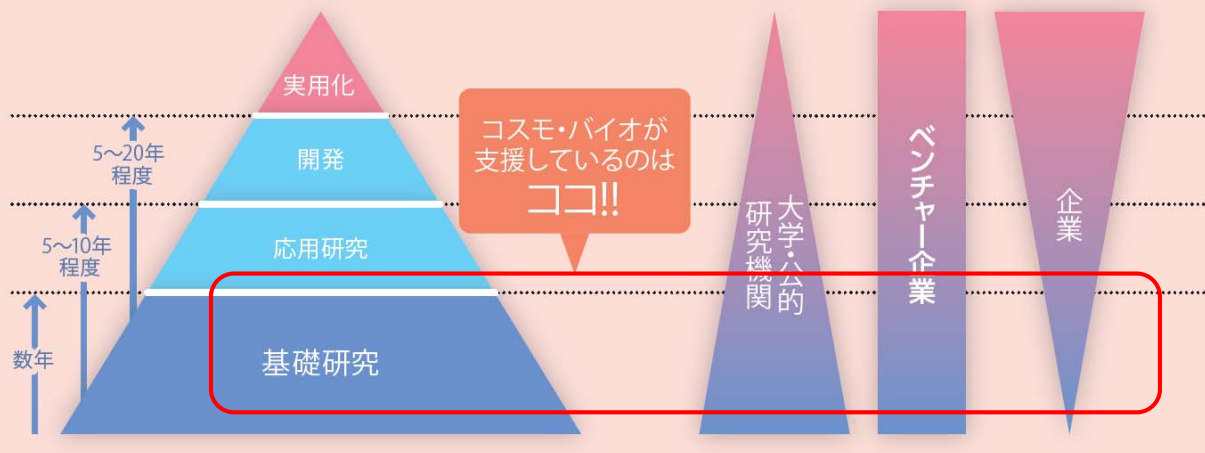 実用化
開発
応用研究
基礎研究
5～20年
程度
5～10年
程度
数年
コスモ・バイオが
支援しているのは
ココ!!
大学・公的
研究機関
ベンチャー企業
企業